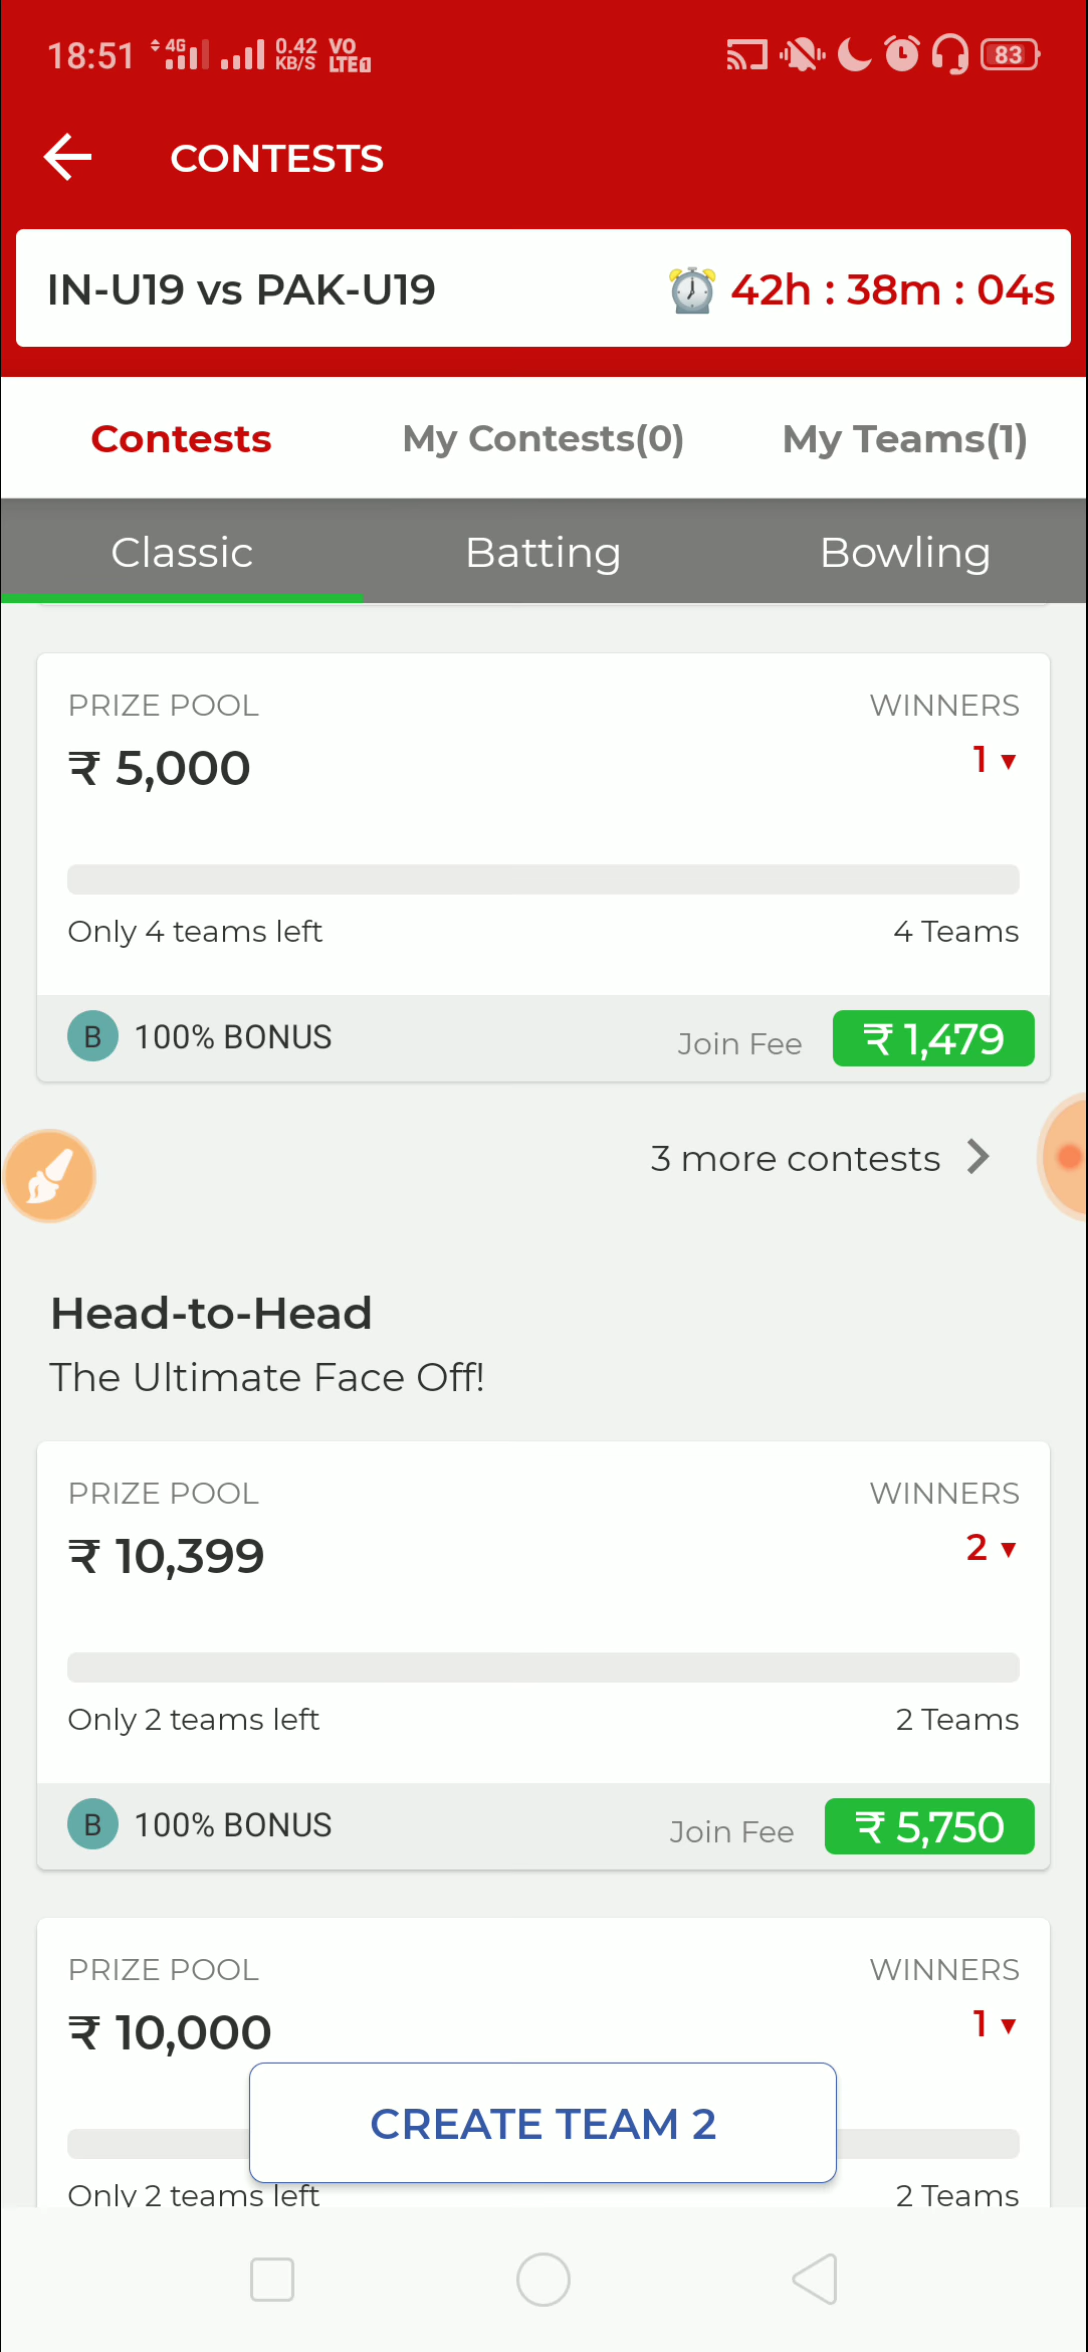 18:51 4G 0.42 KB/S VO LTE 83
CONTESTS
IN-U19 vs PAK-U19 42h : 38m : 04s
Contests My Contests(0) My Teams(1)
Classic Batting Bowling
PRIZE POOL WINNERS
₹ 5,000 1 ▼
Only 4 teams left 4 Teams
B 100% BONUS Join Fee ₹ 1,479
3 more contests >
Head-to-Head
The Ultimate Face Off!
PRIZE POOL WINNERS
₹ 10,399 2 ▼
Only 2 teams left 2 Teams
B 100% BONUS Join Fee ₹ 5,750
PRIZE POOL WINNERS
₹ 10,000 1 ▼
CREATE TEAM 2
Only 2 teams left 2 Teams